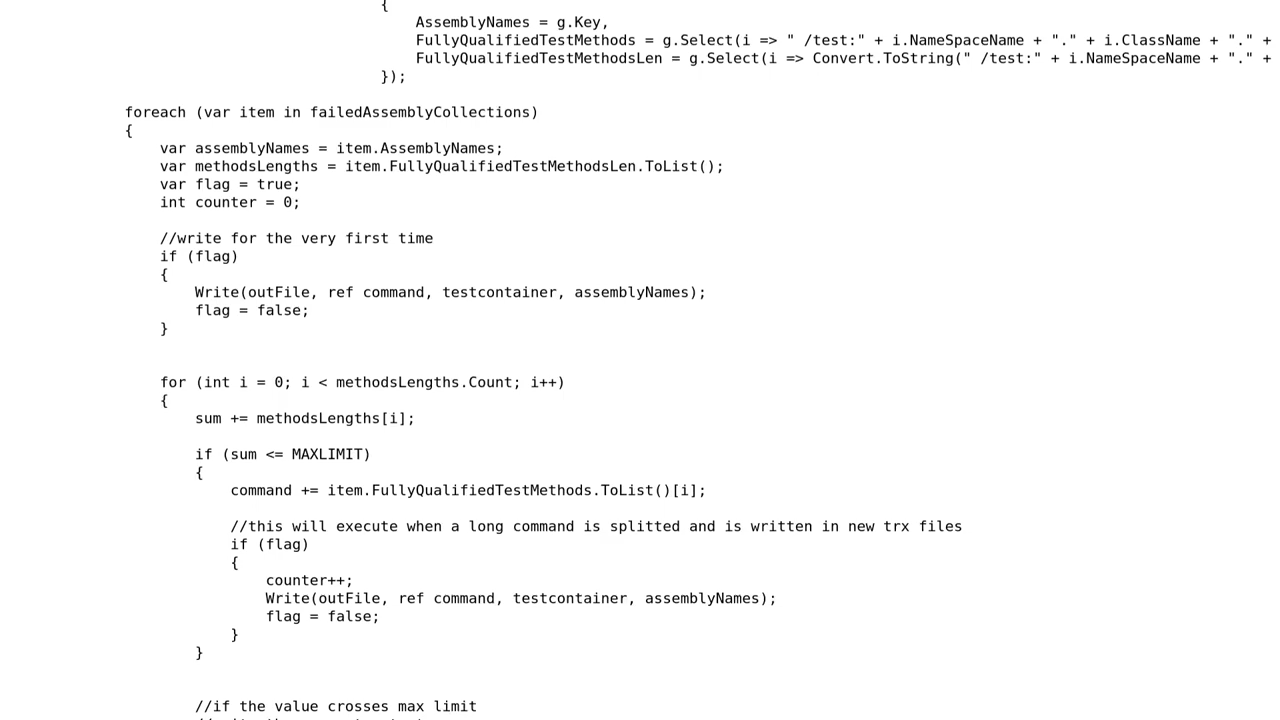 {
AssemblyNames = g.Key,
FullyQualifiedTestMethods = g.Select(i => " /test:" + i.NameSpaceName + "." + i.ClassName + "." +
FullyQualifiedTestMethodsLen = g.Select(i => Convert.ToString(" /test:" + i.NameSpaceName + "." +
});
foreach (var item in failedAssemblyCollections)
{
var assemblyNames = item.AssemblyNames;
var methodsLengths = item.FullyQualifiedTestMethodsLen.ToList();
var flag = true;
int counter = 0;
//write for the very first time
if (flag)
{
Write(outFile, ref command, testcontainer, assemblyNames);
flag = false;
}
for (int i = 0; i < methodsLengths.Count; i++)
{
sum += methodsLengths[i];
if (sum <= MAXLIMIT)
{
command += item.FullyQualifiedTestMethods.ToList()[i];
//this will execute when a long command is splitted and is written in new trx files
if (flag)
{
counter++;
Write(outFile, ref command, testcontainer, assemblyNames);
flag = false;
}
}
//if the value crosses max limit